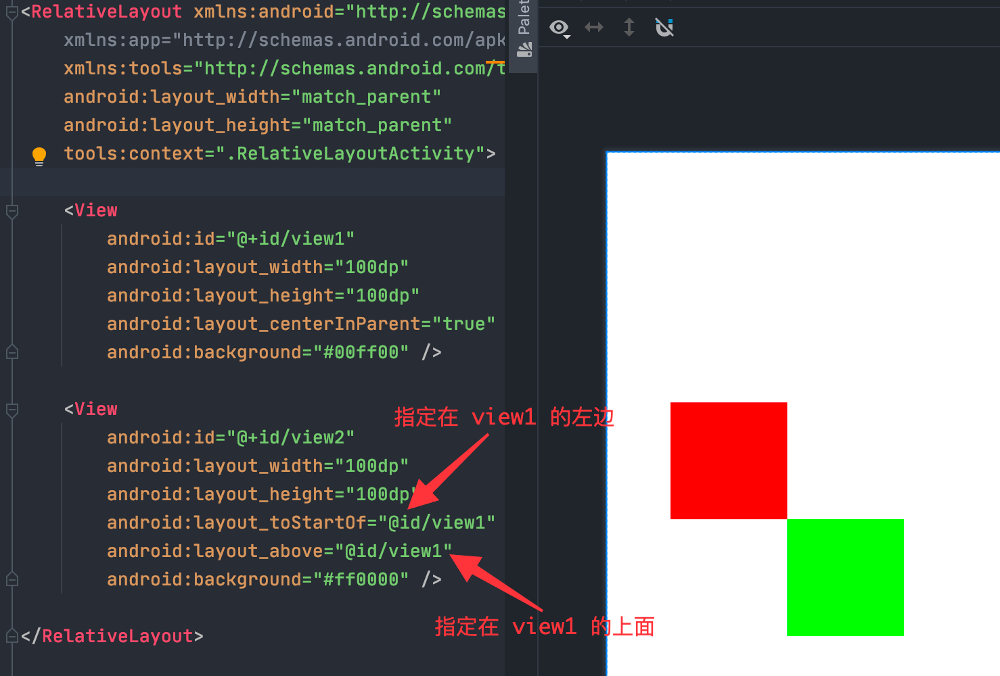 <RelativeLayout xmlns:android="http://schemas
xmlns:app="http://schemas.android.com/apk
xmlns:tools="http://schemas.android.com/t
android:layout_width="match_parent"
android:layout_height="match_parent"
tools:context=".RelativeLayoutActivity">
<View
android:id="@+id/view1"
android:layout_width="100dp"
android:layout_height="100dp"
android:layout_centerInParent="true"
android:background="#00ff00" />
<View
指定在 view1 的左边
android:id="@+id/view2"
android:layout_width="100dp"
android:layout_height="100dp"
android:layout_toStartOf="@id/view1"
android:layout_above="@id/view1"
android:background="#ff0000" />
指定在 view1 的上面
</RelativeLayout>
Palet